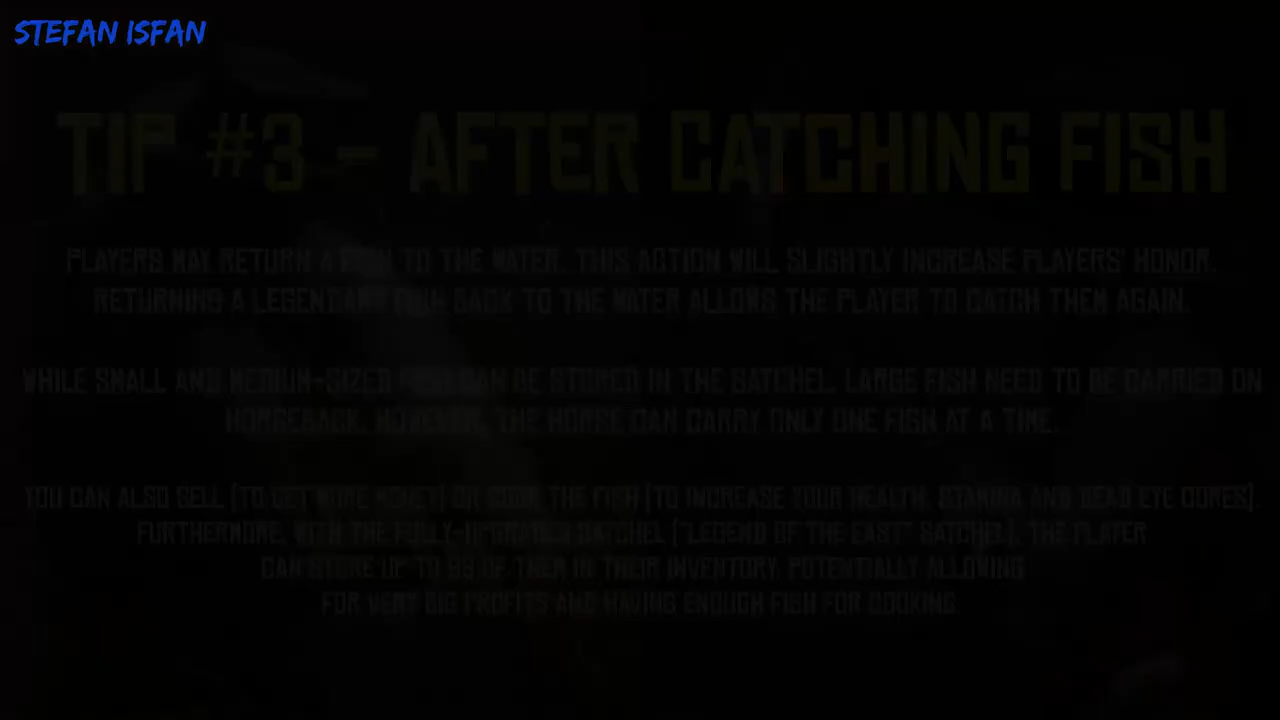 STEFAN ISFAN
TIP #3 - AFTER CATCHING FISH
PLAYERS MAY RETURN A FISH TO THE WATER. THIS ACTION WILL SLIGHTLY INCREASE PLAYERS' HONOR.
RETURNING A LEGENDARY FISH BACK TO THE WATER ALLOWS THE PLAYER TO CATCH THEM AGAIN.
WHILE SMALL AND MEDIUM-SIZED FISH CAN BE STORED IN THE SATCHEL, LARGE FISH NEED TO BE CARRIED ON
HORSEBACK. HOWEVER, THE HORSE CAN CARRY ONLY ONE FISH AT A TIME.
YOU CAN ALSO SELL (TO GET MORE MONEY) OR COOK THE FISH (TO INCREASE YOUR HEALTH, STAMINA AND DEAD EYE CORES)
FURTHERMORE, WITH THE FULLY-UPGRADED SATCHEL ("LEGEND OF THE EAST" SATCHEL), THE PLAYER
CAN STORE UP TO 99 OF THEM IN THEIR INVENTORY, POTENTIALLY ALLOWING
FOR VERY BIG PROFITS AND HAVING ENOUGH FISH FOR COOKING.